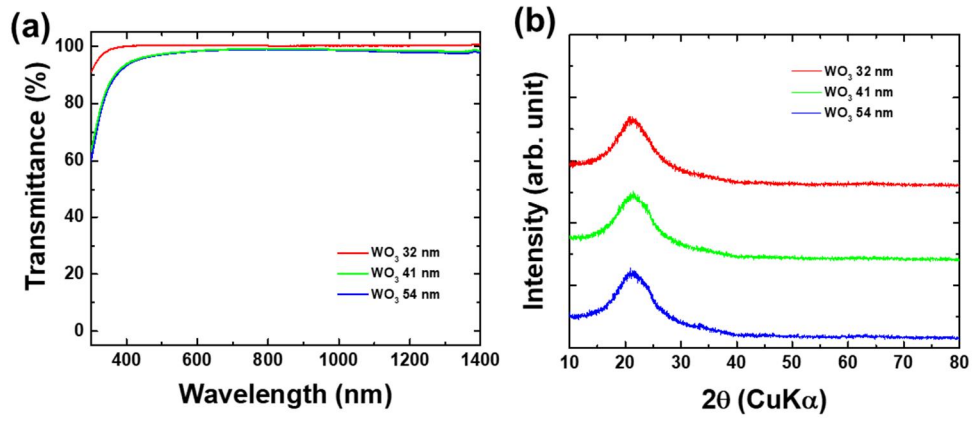 (a)
Transmittance (%)
100
80
60
40
20
0
WO3 32 nm
WO3 41 nm
WO3 54 nm
400 600 800 1000 1200 1400
Wavelength (nm)
(b)
Intensity (arb. unit)
WO3 32 nm
WO3 41 nm
WO3 54 nm
10 20 30 40 50 60 70 80
2θ (CuKα)